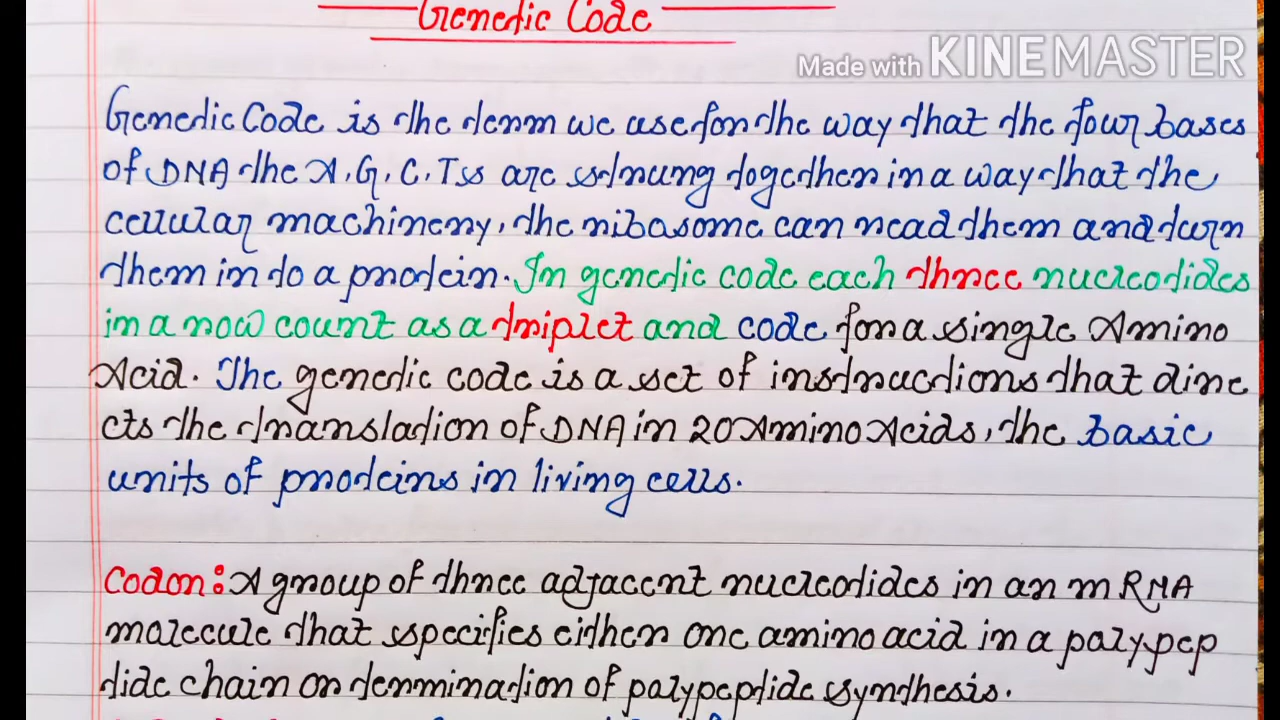 Genetic Code
Made with KINEMASTER
Genetic Code is the term we use for the way that the four bases
of DNA the A, G, C, Tss are strung together in a way that the
cellular machinery, the ribosome can read them and turn
them in to a protein. In genetic code each three nucleotides
in a row count as a triplet and code for a single Amino
Acid. The genetic code is a set of instructions that dire
cts the translation of DNA in 20 Amino Acids, the basic
units of proteins in living cells.
Codon: A group of three adjacent nucleotides in an mRNA
molecule that specifies either one amino acid in a polypep
tide chain or termination of polypeptide synthesis.